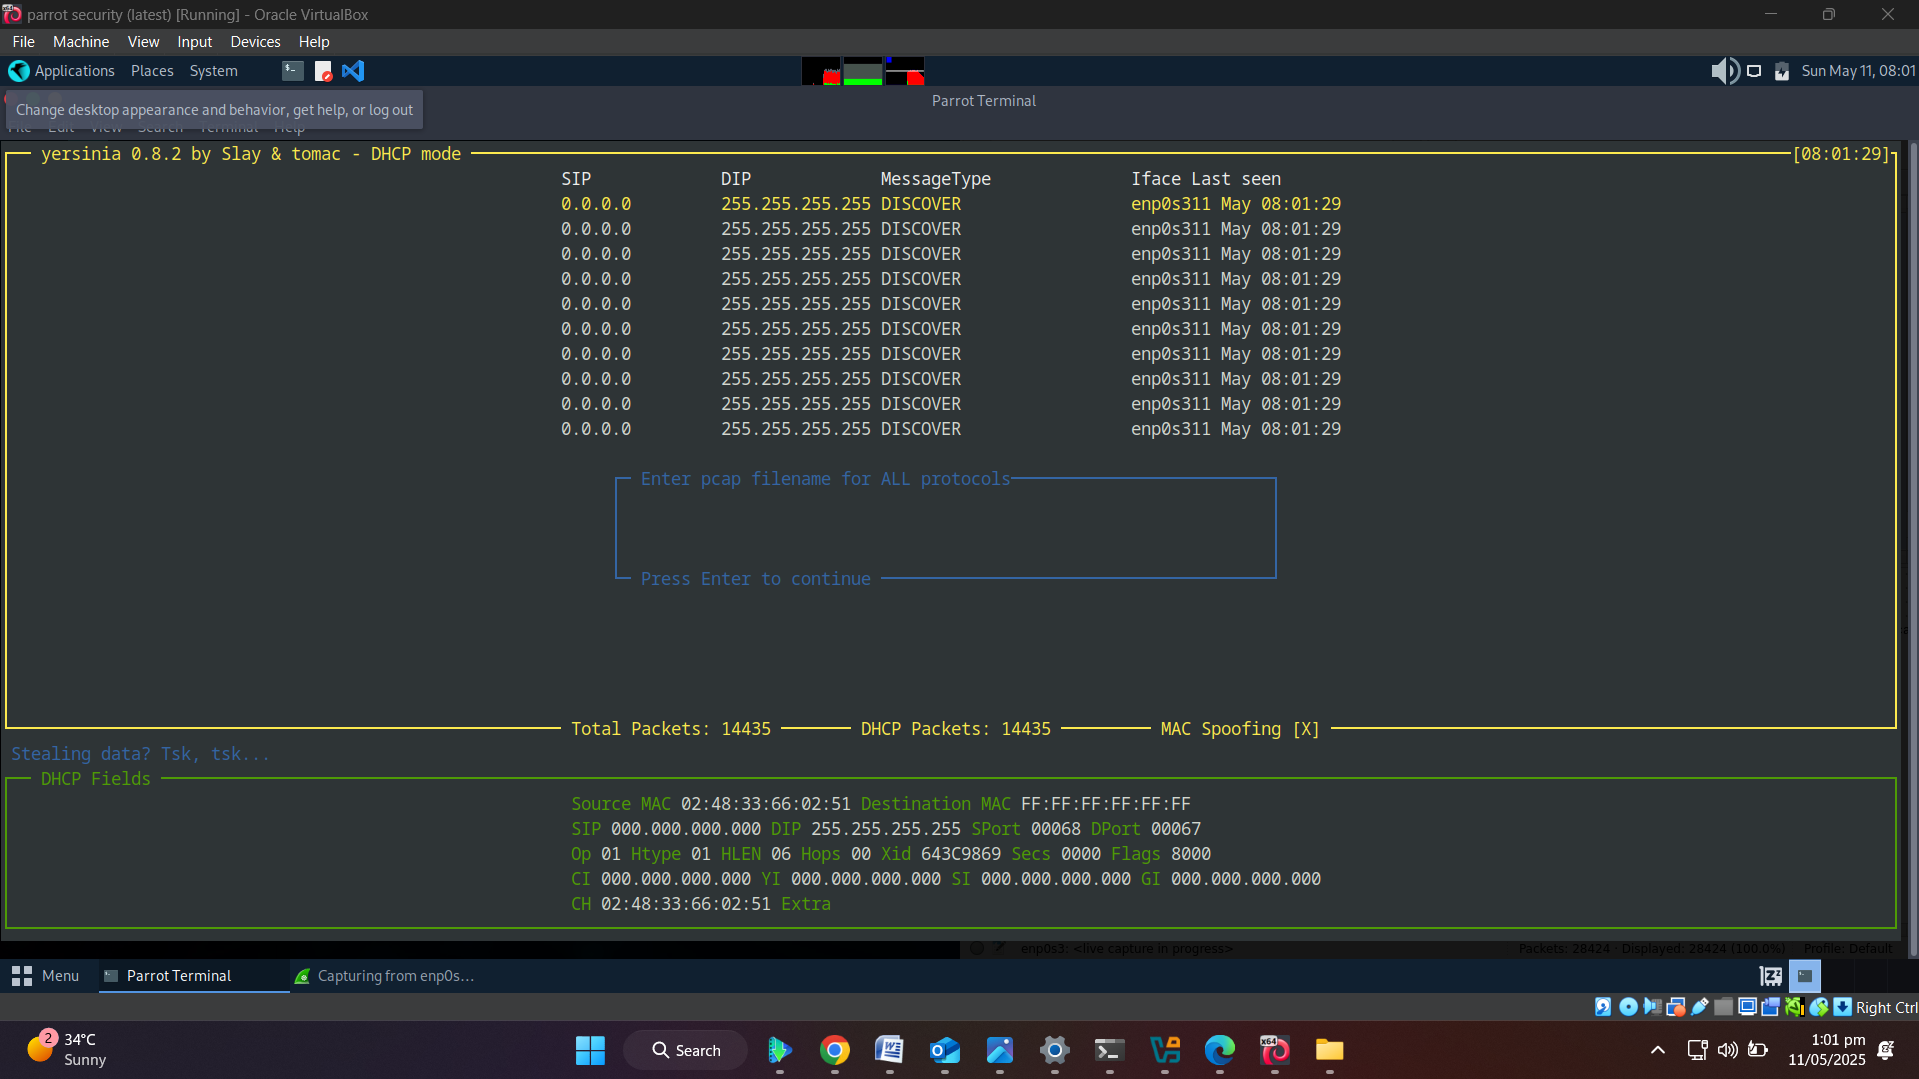 parrot security (latest) [Running] - Oracle VirtualBox
File Machine View Input Devices Help
Applications Places System
Sun May 11, 08:01
Change desktop appearance and behavior, get help, or log out
Parrot Terminal
File Edit View Search Terminal Help
yersinia 0.8.2 by Slay & tomac - DHCP mode [08:01:29]
SIP DIP MessageType Iface Last seen
0.0.0.0 255.255.255.255 DISCOVER enp0s311 May 08:01:29
0.0.0.0 255.255.255.255 DISCOVER enp0s311 May 08:01:29
0.0.0.0 255.255.255.255 DISCOVER enp0s311 May 08:01:29
0.0.0.0 255.255.255.255 DISCOVER enp0s311 May 08:01:29
0.0.0.0 255.255.255.255 DISCOVER enp0s311 May 08:01:29
0.0.0.0 255.255.255.255 DISCOVER enp0s311 May 08:01:29
0.0.0.0 255.255.255.255 DISCOVER enp0s311 May 08:01:29
0.0.0.0 255.255.255.255 DISCOVER enp0s311 May 08:01:29
0.0.0.0 255.255.255.255 DISCOVER enp0s311 May 08:01:29
0.0.0.0 255.255.255.255 DISCOVER enp0s311 May 08:01:29
Enter pcap filename for ALL protocols
Press Enter to continue
Total Packets: 14435 DHCP Packets: 14435 MAC Spoofing [X]
Stealing data? Tsk, tsk...
DHCP Fields
Source MAC 02:48:33:66:02:51 Destination MAC FF:FF:FF:FF:FF:FF
SIP 000.000.000.000 DIP 255.255.255.255 SPort 00068 DPort 00067
Op 01 Htype 01 HLEN 06 Hops 00 Xid 643C9869 Secs 0000 Flags 8000
CI 000.000.000.000 YI 000.000.000.000 SI 000.000.000.000 GI 000.000.000.000
CH 02:48:33:66:02:51 Extra
enp0s3: <live capture in progress> Packets: 28424 · Displayed: 28424 (100.0%) Profile: Default
Menu Parrot Terminal Capturing from enp0s...
Right Ctrl
2 34°C
Sunny
Search
1:01 pm
11/05/2025